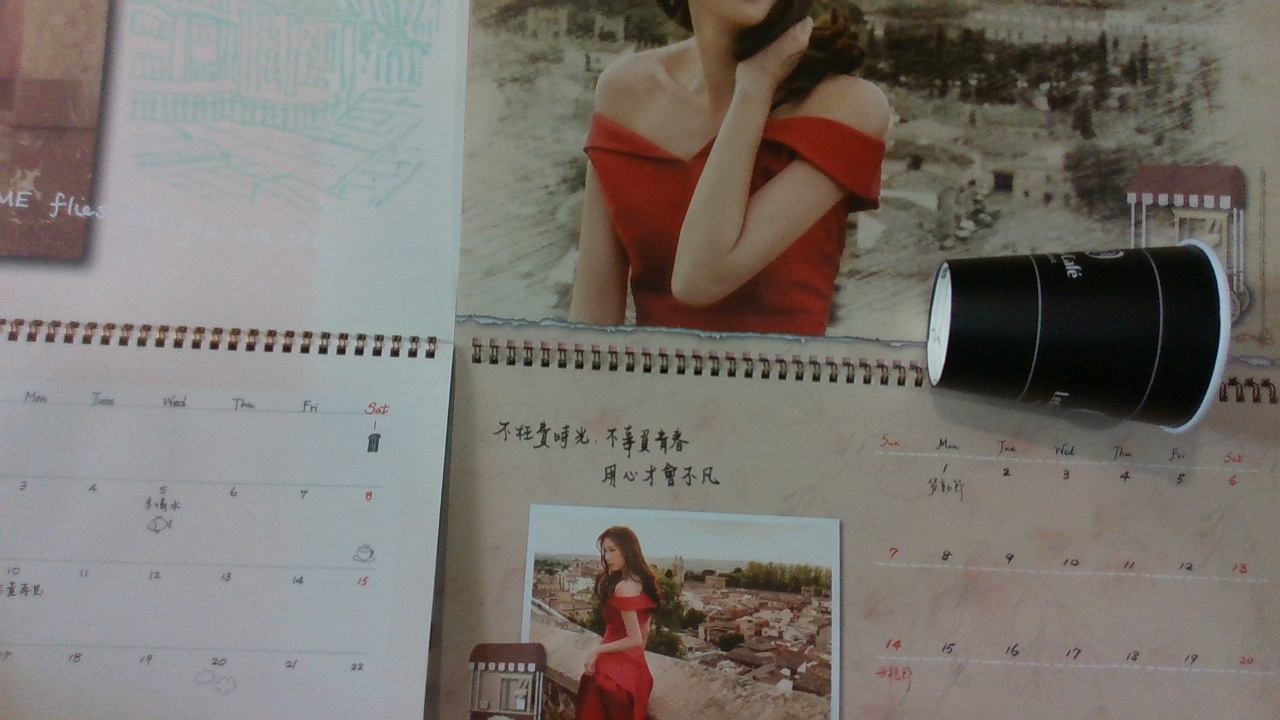 ME flies
Mon Tues Wed Thu Fri Sat
1
3 4 5 6 7 8
多喝水
10 11 12 13 14 15
再見
17 18 19 20 21 22
不枉費時光.不辜負青春
用心才會不凡
Café
Sun Mon Tue Wed Thu Fri Sat
1 2 3 4 5 6
勞動節
7 8 9 10 11 12 13
14 15 16 17 18 19 20
母親節